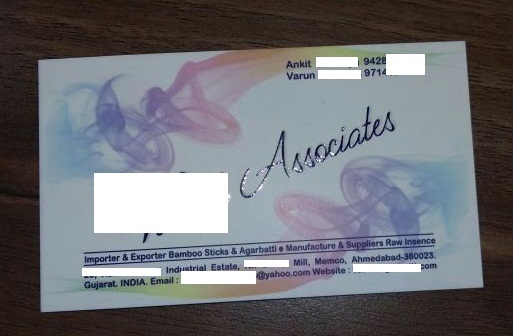 Ankit 9428
Varun 9714
Associates
Importer & Exporter Bamboo Sticks & Agarbatti e Manufacture & Suppliers Raw Insence
Industrial Estate, Mill, Memco, Ahmedabad-380023.
Gujarat. INDIA. Email : @yahoo.com Website :